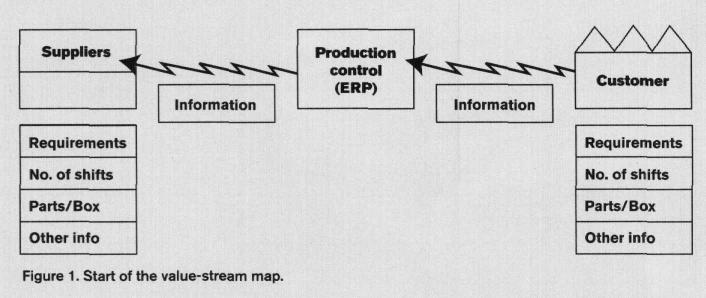 Suppliers
Production
control
(ERP)
Customer
Information
Information
Requirements
No. of shifts
Parts/Box
Other info
Requirements
No. of shifts
Parts/Box
Other info
Figure 1. Start of the value-stream map.